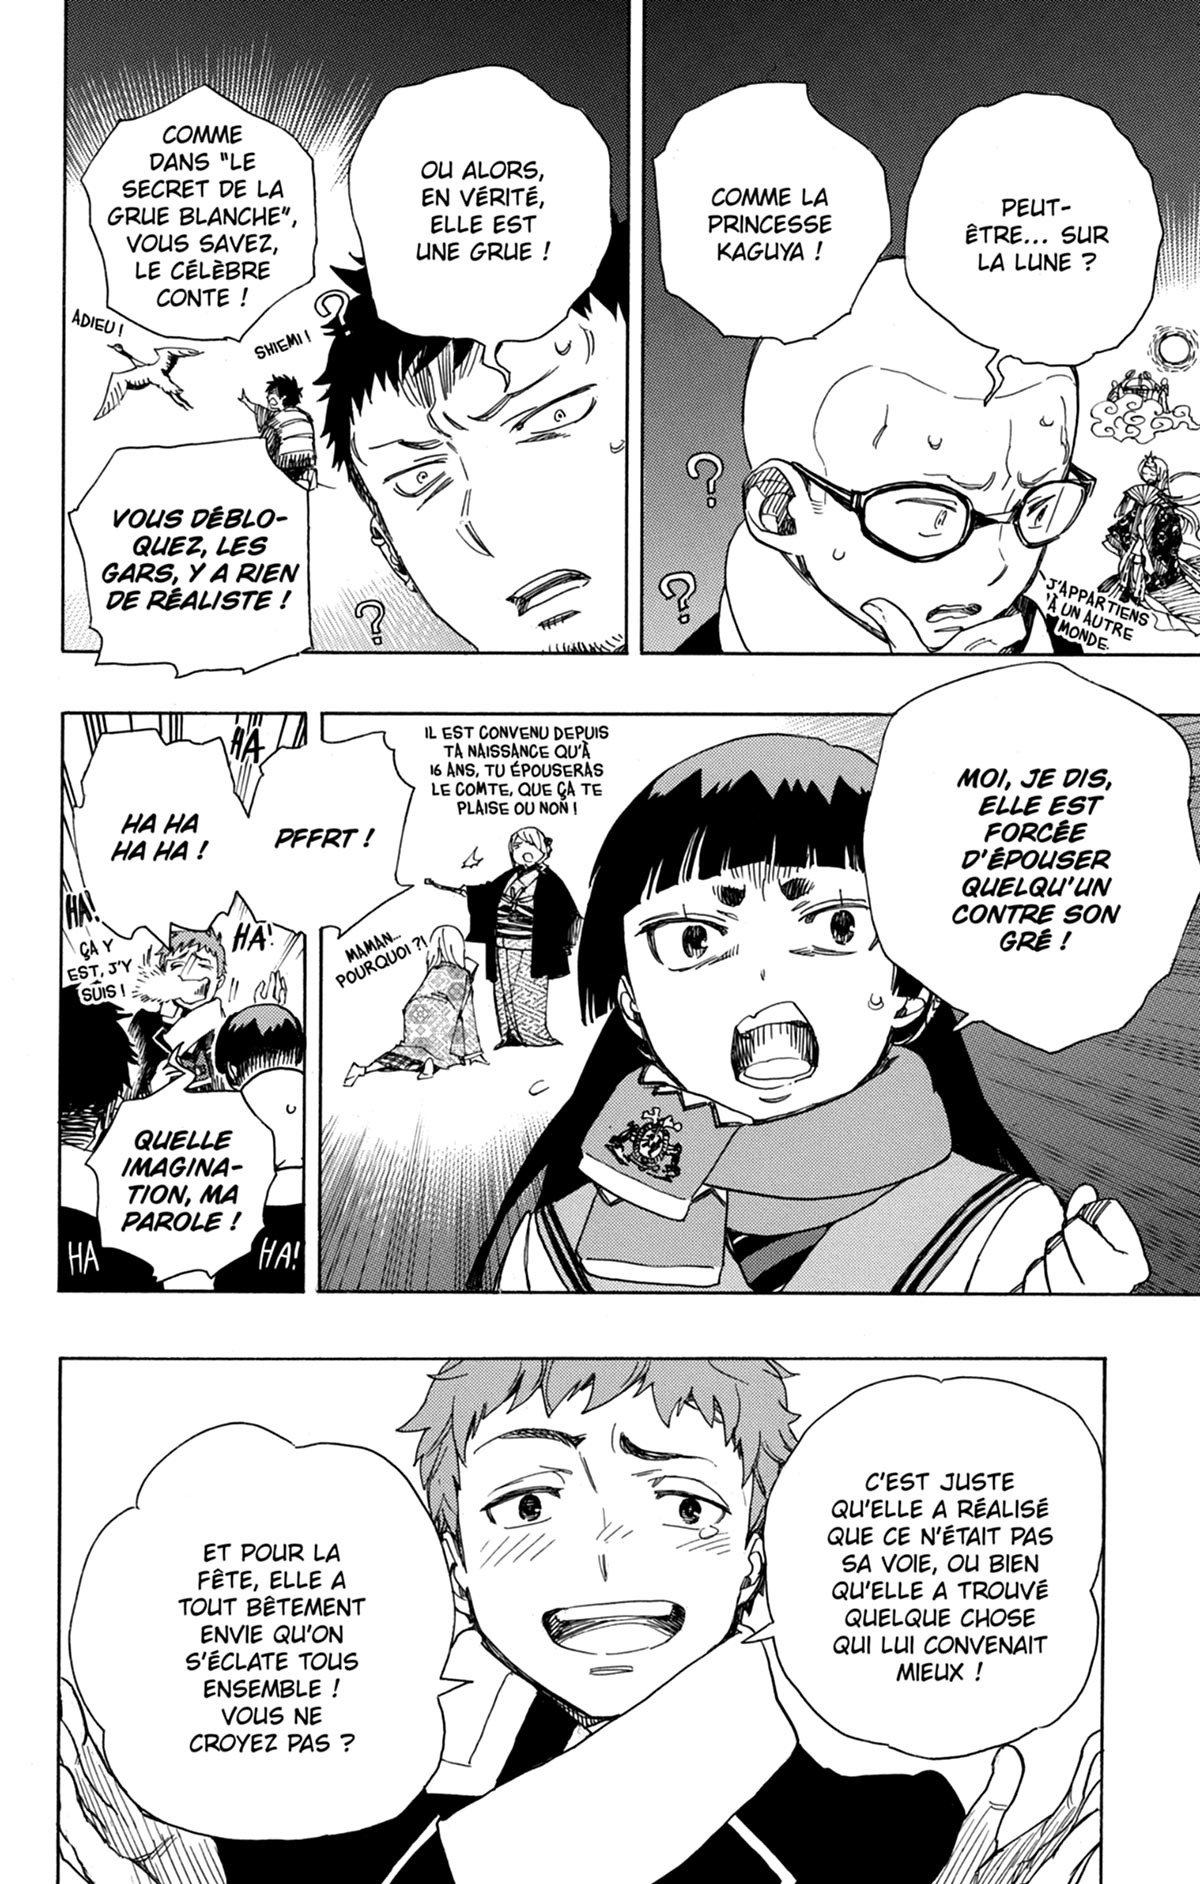 PEUT-
ÊTRE... SUR
LA LUNE ?
COMME LA
PRINCESSE
KAGUYA !
J'APPARTIENS
À UN AUTRE
MONDE.
OU ALORS,
EN VÉRITÉ,
ELLE EST
UNE GRUE !
COMME
DANS "LE
SECRET DE LA
GRUE BLANCHE",
VOUS SAVEZ,
LE CÉLÈBRE
CONTE !
SHIEMI !
ADIEU !
VOUS DÉBLO-
QUEZ, LES
GARS, Y A RIEN
DE RÉALISTE !
MOI, JE DIS,
ELLE EST
FORCÉE
D'ÉPOUSER
QUELQU'UN
CONTRE SON
GRÉ !
IL EST CONVENU DEPUIS
TA NAISSANCE QU'À
16 ANS, TU ÉPOUSERAS
LE COMTE, QUE ÇA TE
PLAISE OU NON !
MAMAN...
POURQUOI ?!
PFFRT !
HA
HA HA
HA HA !
HA!
HA!
ÇA Y
EST, J'Y
SUIS !
QUELLE
IMAGINA-
TION, MA
PAROLE !
HA
HA!
C'EST JUSTE
QU'ELLE A RÉALISÉ
QUE CE N'ÉTAIT PAS
SA VOIE, OU BIEN
QU'ELLE A TROUVÉ
QUELQUE CHOSE
QUI LUI CONVENAIT
MIEUX !
ET POUR LA
FÊTE, ELLE A
TOUT BÊTEMENT
ENVIE QU'ON
S'ÉCLATE TOUS
ENSEMBLE !
VOUS NE
CROYEZ PAS ?